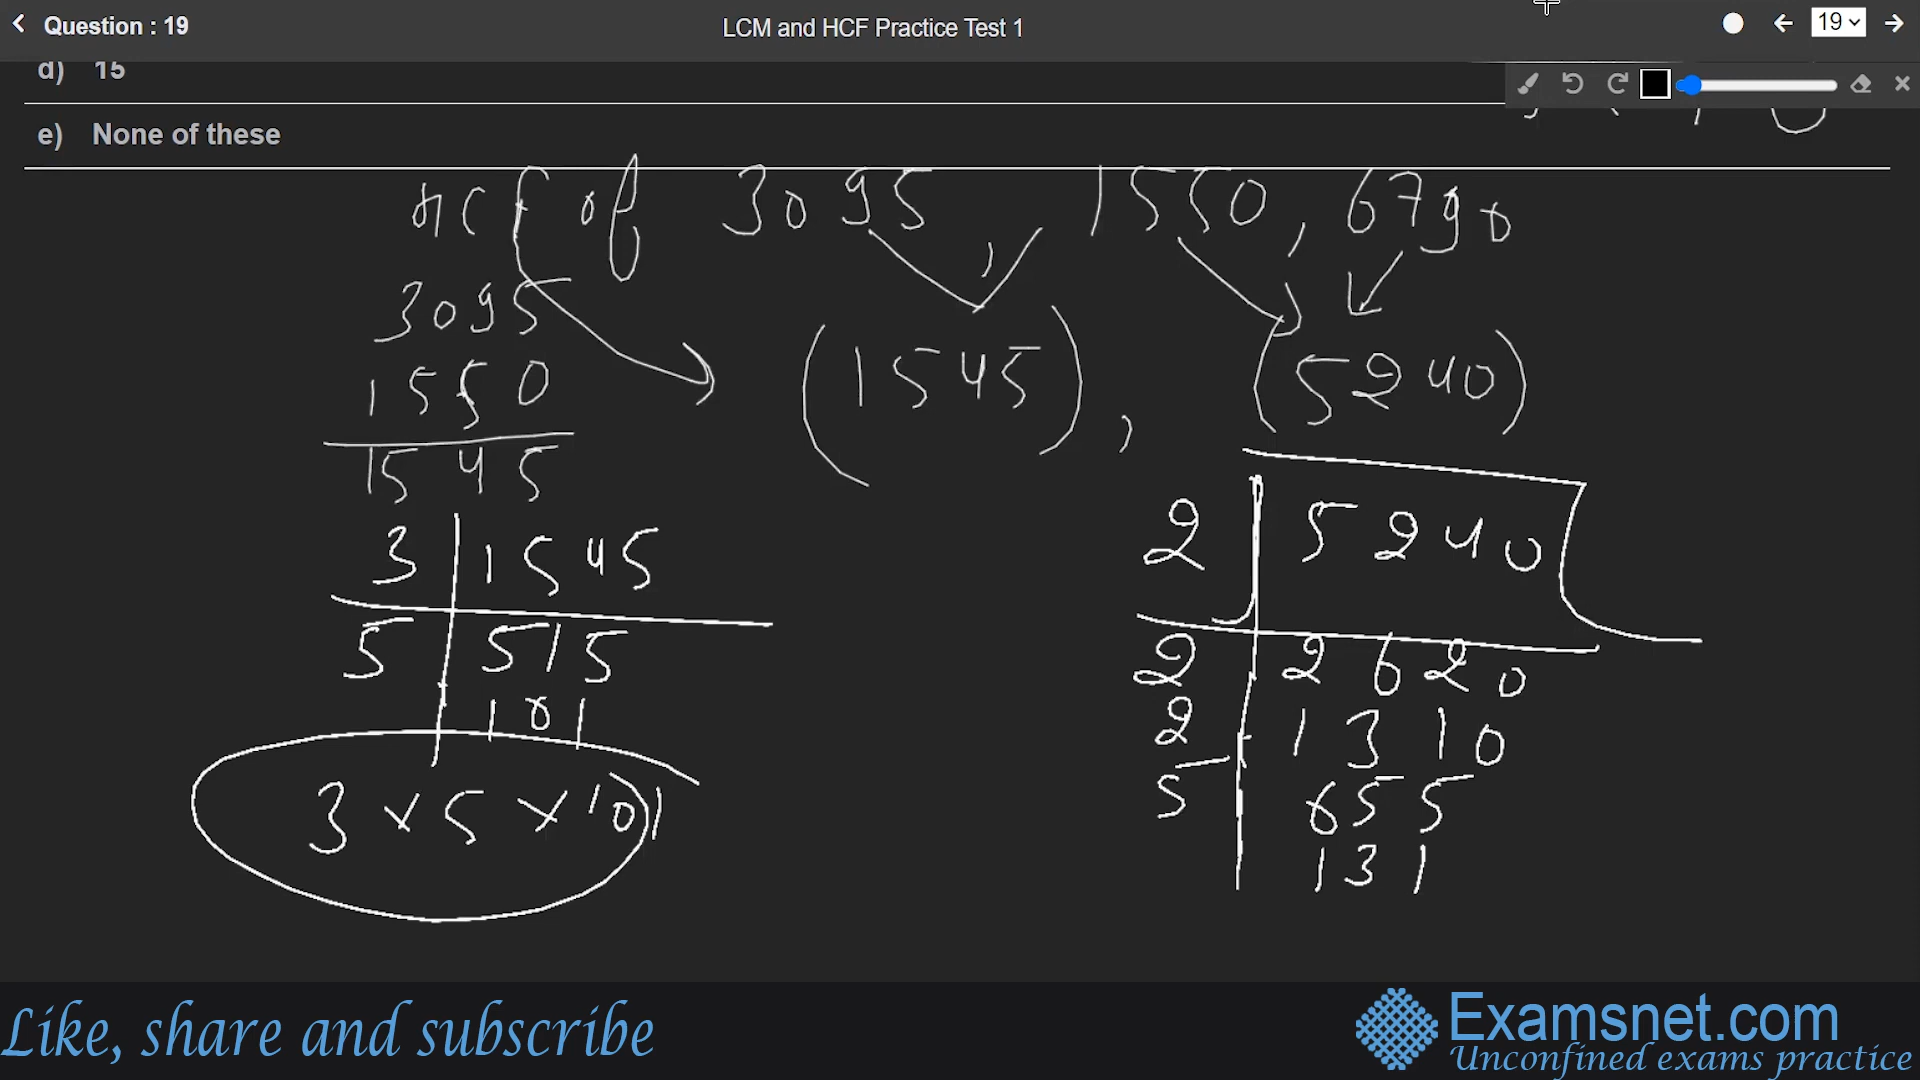 Question : 19
LCM and HCF Practice Test 1
19
d) 15
e) None of these
HCF of 3095, 1550, 6790
3095
1550
1545
(1545), (5240)
3 1545
5 515
101
3 × 5 × 101
2 5240
2 2620
2 1310
5 655
131
Like, share and subscribe
Examsnet.com
Unconfined exams practice